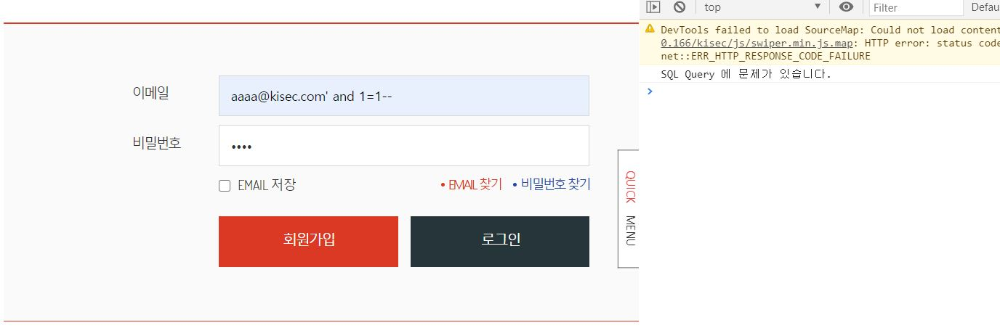 이메일
aaaa@kisec.com' and 1=1--
비밀번호
••••
EMAIL 저장
• EMAIL 찾기 • 비밀번호 찾기
회원가입
로그인
QUICK MENU
top
Filter
Defau
DevTools failed to load SourceMap: Could not load content
0.166/kisec/js/swiper.min.js.map: HTTP error: status code
net::ERR_HTTP_RESPONSE_CODE_FAILURE
SQL Query 에 문제가 있습니다.